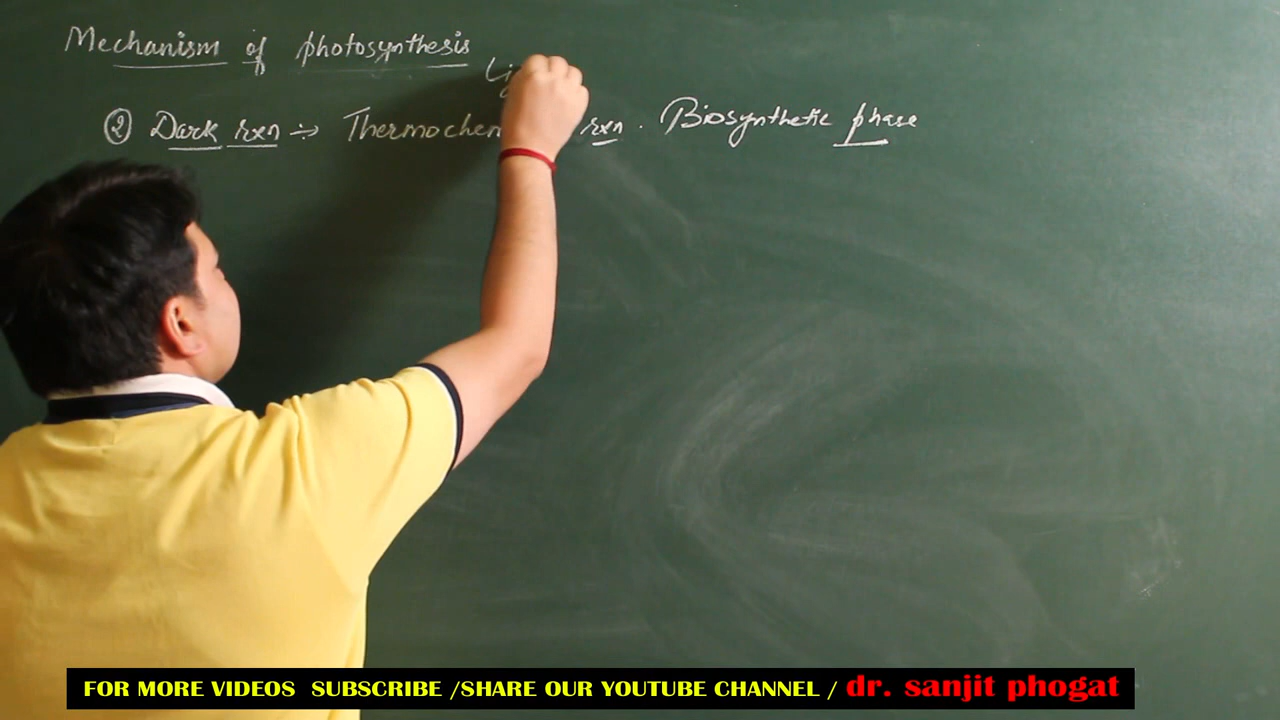 Mechanism of photosynthesis
② Dark rxn ÷> Thermochem rxn. Biosynthetic phase
FOR MORE VIDEOS SUBSCRIBE /SHARE OUR YOUTUBE CHANNEL / dr. sanjit phogat